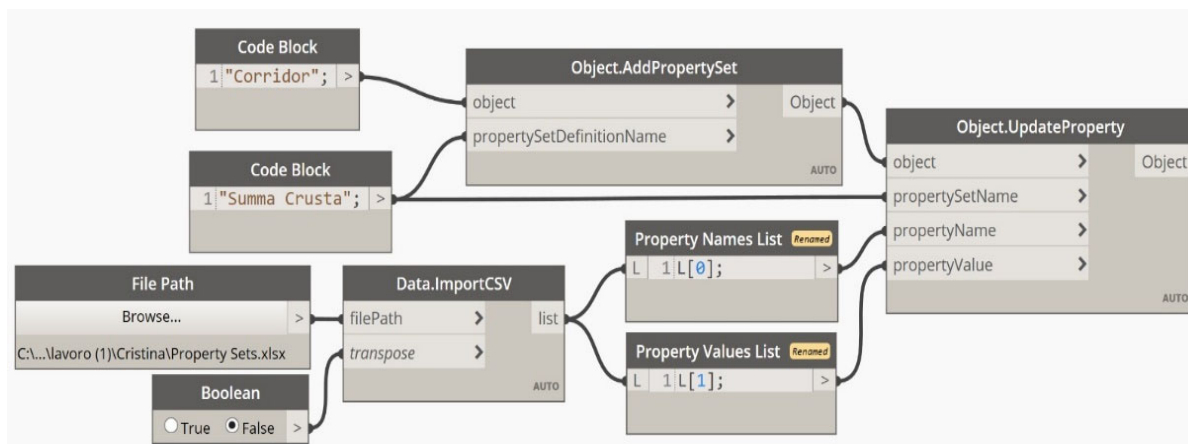 Code Block
1 "Corridor"; >
Object.AddPropertySet
object > Object
propertySetDefinitionName >
AUTO
Code Block
1 "Summa Crusta"; >
Object.UpdateProperty
object > Object
propertySetName >
propertyName >
propertyValue >
AUTO
Property Names List Renamed
L 1 L[0]; >
File Path
Browse... >
C:\...\lavoro (1)\Cristina\Property Sets.xlsx
Data.ImportCSV
filePath > list
transpose >
AUTO
Property Values List Renamed
L 1 L[1]; >
Boolean
True False >